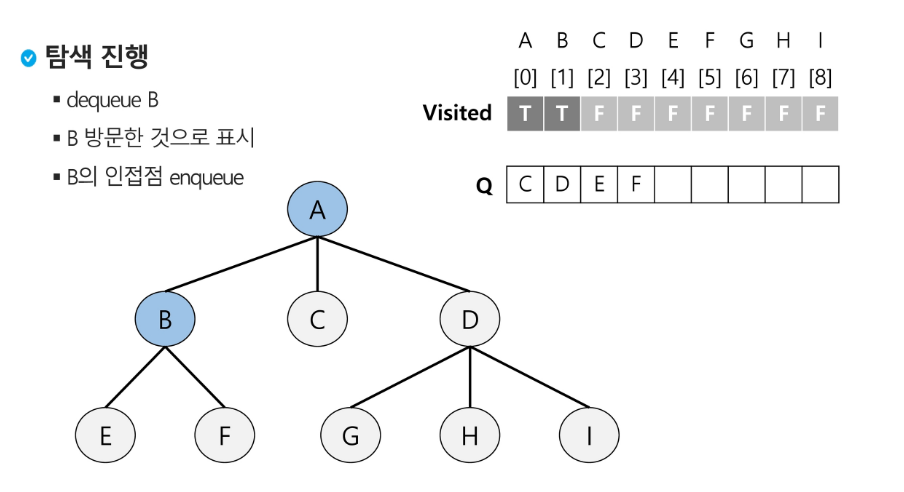 탐색 진행
▪ dequeue B
▪ B 방문한 것으로 표시
▪ B의 인접점 enqueue
A B C D E F G H I
[0] [1] [2] [3] [4] [5] [6] [7] [8]
Visited T T F F F F F F F
Q C D E F
A
B C D
E F G H I